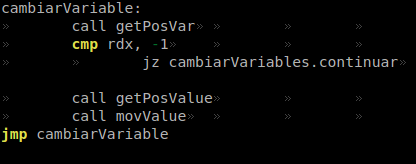 cambiarVariable:
»       call getPosVar»  »       »       »
»       cmp rdx, -1»     »       »       »
»       »       jz cambiarVariables.continuar»

»       call getPosValue»        »       »
»       call movValue»   »       »       »
jmp cambiarVariable